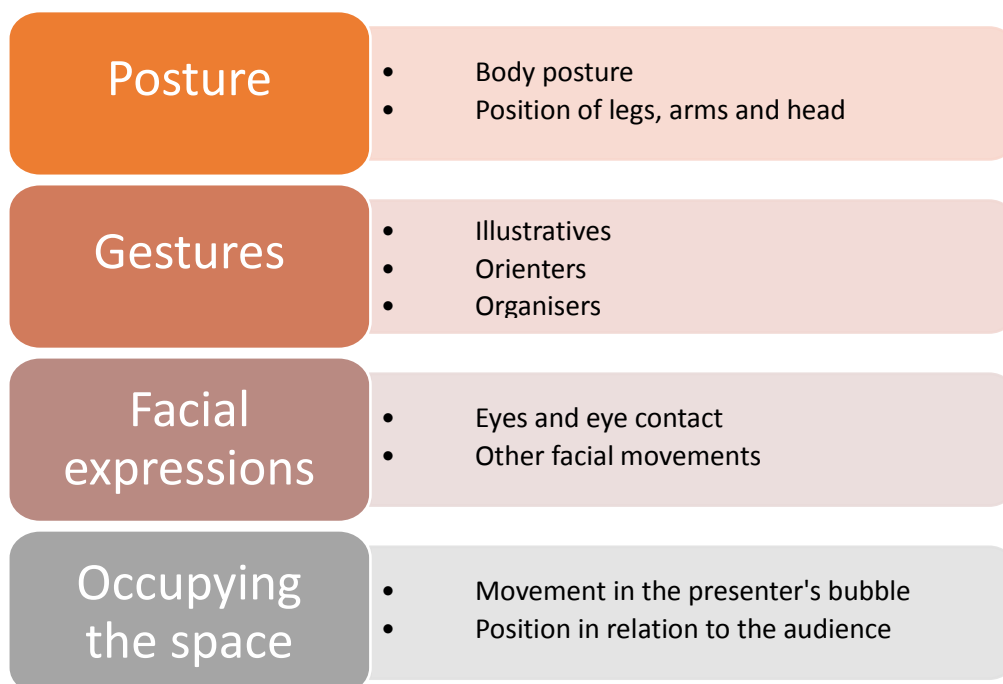 Posture
• Body posture
• Position of legs, arms and head
Gestures
• Illustratives
• Orienters
• Organisers
Facial
expressions
• Eyes and eye contact
• Other facial movements
Occupying
the space
• Movement in the presenter's bubble
• Position in relation to the audience